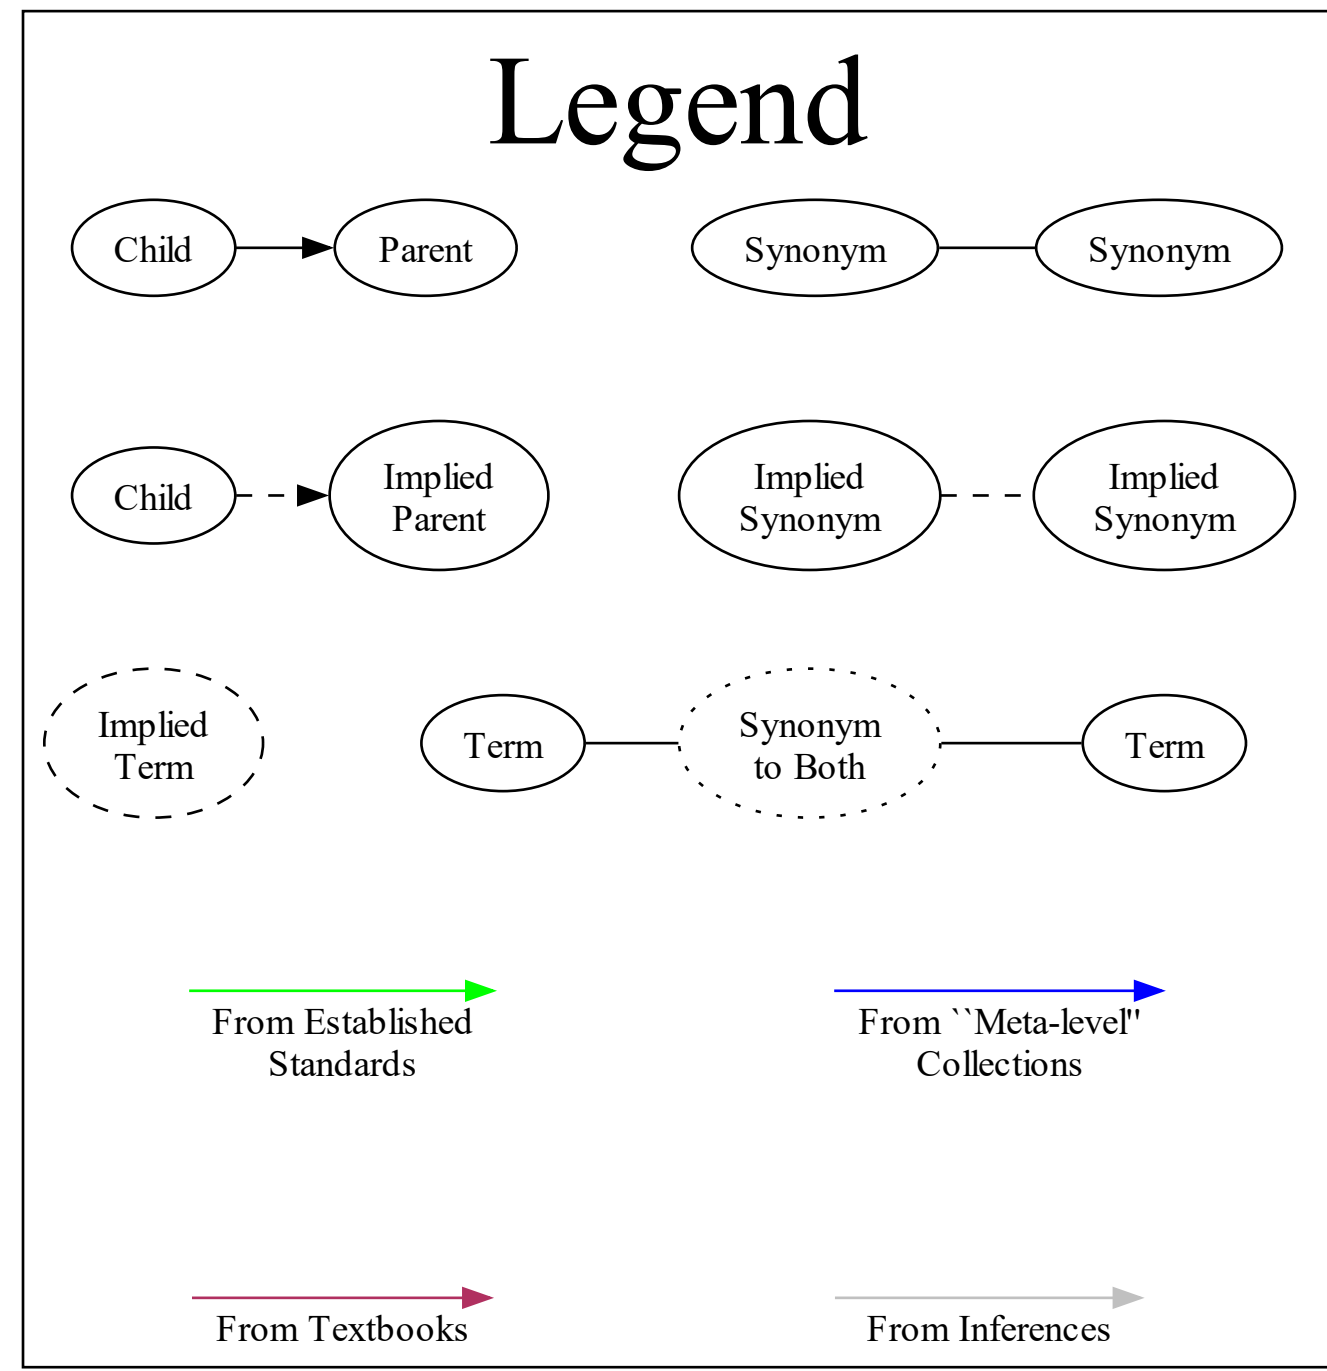 Legend
Child
Parent
Synonym
Synonym
Child
Implied
Parent
Implied
Synonym
Implied
Synonym
Implied
Term
Term
Synonym
to Both
Term
From Established
Standards
From ``Meta-level"
Collections
From Textbooks
From Inferences